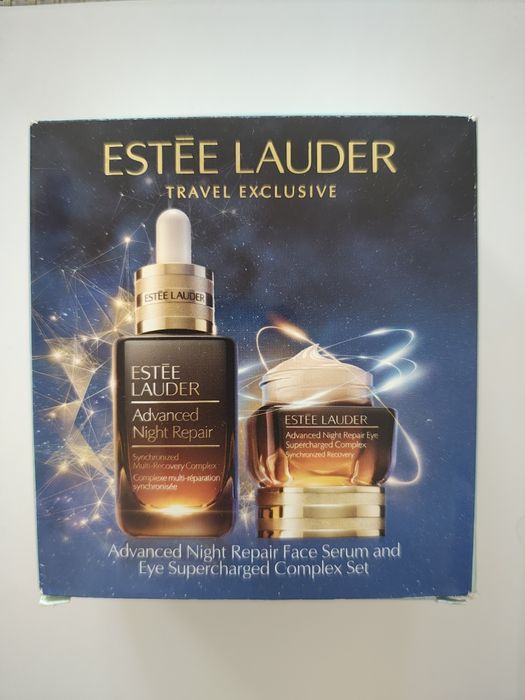 ESTĒE LAUDER
TRAVEL EXCLUSIVE
ESTĒE LAUDER
ESTĒE
LAUDER
Advanced
Night Repair
Synchronized
Multi-Recovery Complex
Complexe multi-réparation
synchronisée
ESTĒE LAUDER
Advanced Night Repair Eye
Supercharged Complex
Synchronized Recovery
Advanced Night Repair Face Serum and
Eye Supercharged Complex Set